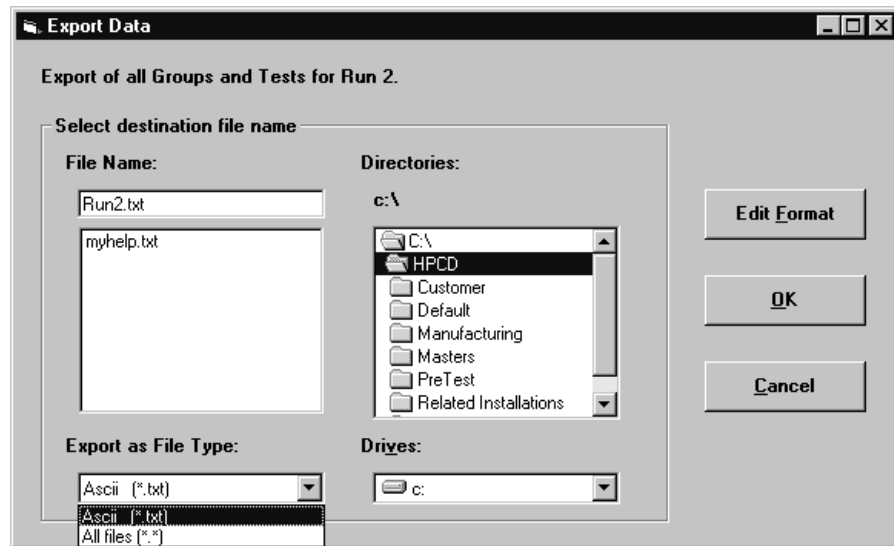 Export Data
Export of all Groups and Tests for Run 2.
Select destination file name
File Name:
Run2.txt
myhelp.txt
Export as File Type:
Ascii (*.txt)
Ascii (*.txt)
All files (*.*)
Directories:
c:\
C:\
HPCD
Customer
Default
Manufacturing
Masters
PreTest
Related Installations
Drives:
c:
Edit Format
OK
Cancel